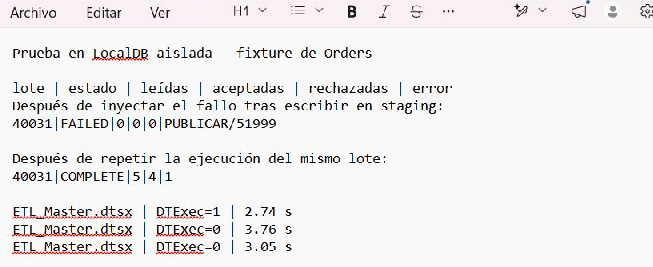 Archivo Editar Ver H1 B I S ...
Prueba en LocalDB aislada fixture de Orders
lote | estado | leídas | aceptadas | rechazadas | error
Después de inyectar el fallo tras escribir en staging:
40031|FAILED|0|0|0|PUBLICAR/51999
Después de repetir la ejecución del mismo lote:
40031|COMPLETE|5|4|1
ETL_Master.dtsx | DTExec=1 | 2.74 s
ETL_Master.dtsx | DTExec=0 | 3.76 s
ETL_Master.dtsx | DTExec=0 | 3.05 s